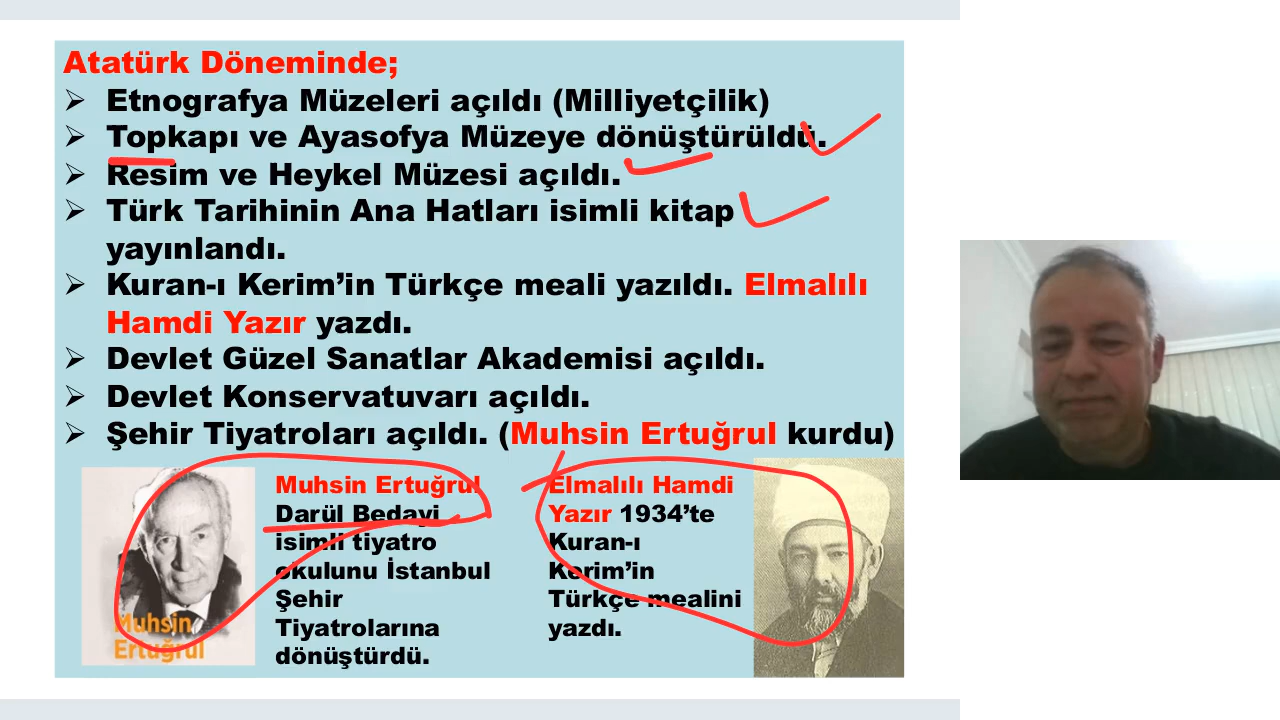 Atatürk Döneminde;
Etnografya Müzeleri açıldı (Milliyetçilik)
Topkapı ve Ayasofya Müzeye dönüştürüldü.
Resim ve Heykel Müzesi açıldı.
Türk Tarihinin Ana Hatları isimli kitap
yayınlandı.
Kuran-ı Kerim’in Türkçe meali yazıldı. Elmalılı
Hamdi Yazır yazdı.
Devlet Güzel Sanatlar Akademisi açıldı.
Devlet Konservatuvarı açıldı.
Şehir Tiyatroları açıldı. (Muhsin Ertuğrul kurdu)
Muhsin
Ertuğrul
Muhsin Ertuğrul
Darül Bedayi
isimli tiyatro
okulunu İstanbul
Şehir
Tiyatrolarına
dönüştürdü.
Elmalılı Hamdi
Yazır 1934’te
Kuran-ı
Kerim’in
Türkçe mealini
yazdı.